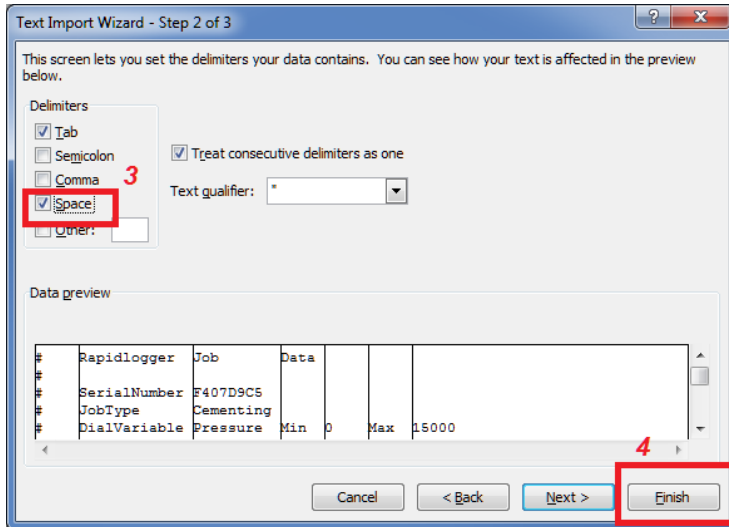 Text Import Wizard - Step 2 of 3
This screen lets you set the delimiters your data contains. You can see how your text is affected in the preview
below.
Delimiters
Tab
Semicolon
Comma
Space
Other:
3
Treat consecutive delimiters as one
Text qualifier: "
Data preview
# Rapidlogger Job Data
#
# SerialNumber F407D9C5
# JobType Cementing
# DialVariable Pressure Min 0 Max 15000
4
Cancel < Back Next > Finish